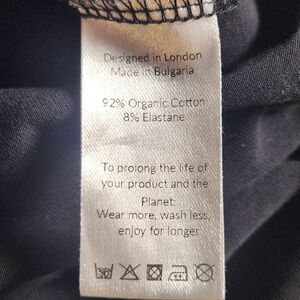 Designed in London
Made in Bulgaria
92% Organic Cotton
8% Elastane
To prolong the life of
your product and the
Planet:
Wear more, wash less,
enjoy for longer.